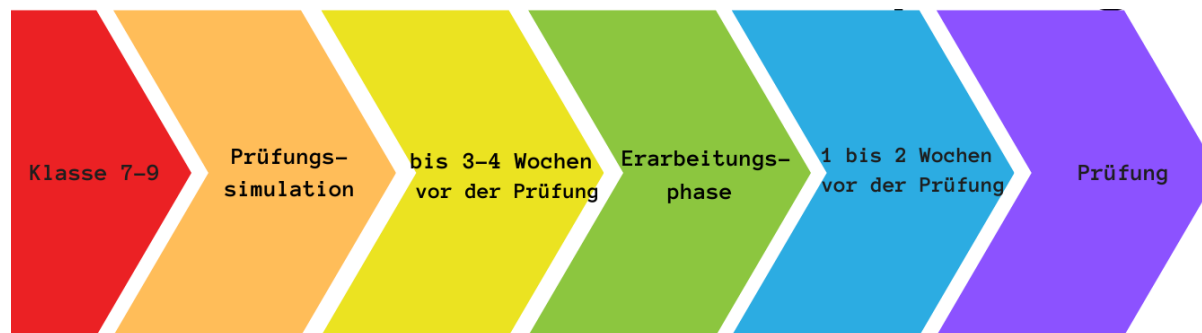 Klasse 7-9
Prüfungs-
simulation
bis 3-4 Wochen
vor der Prüfung
Erarbeitungs-
phase
1 bis 2 Wochen
vor der Prüfung
Prüfung